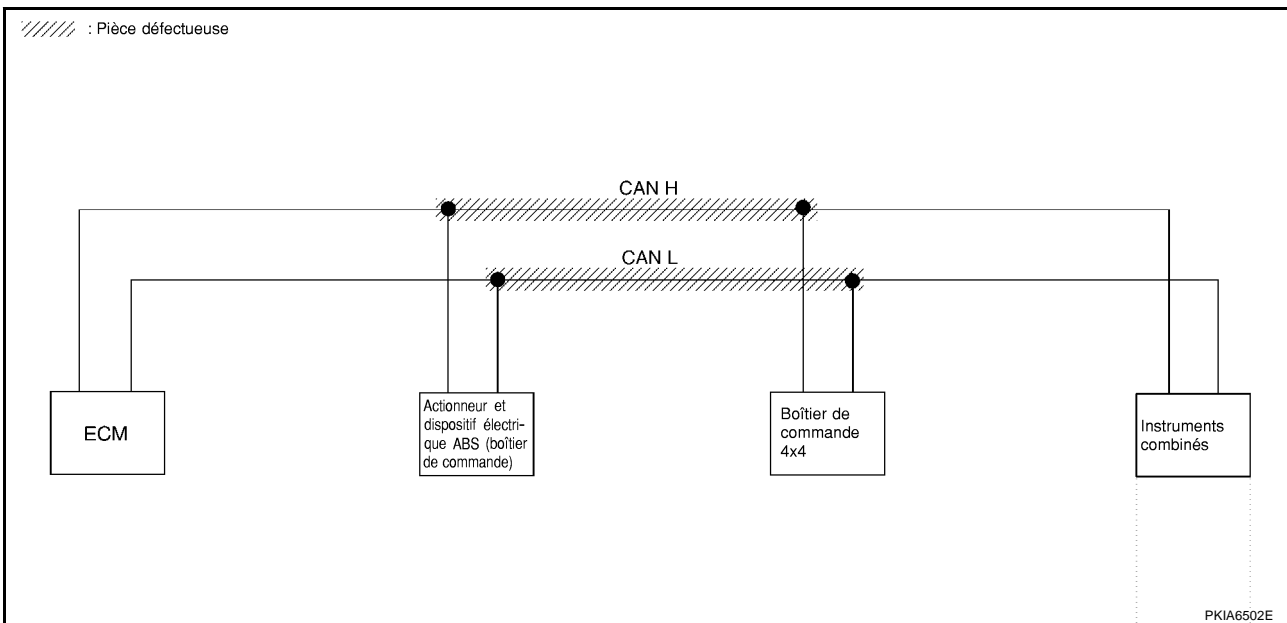 : Pièce défectueuse
CAN H
CAN L
ECM
Actionneur et
dispositif électri-
que ABS (boîtier
de commande)
Boîtier de
commande
4x4
Instruments
combinés
PKIA6502E